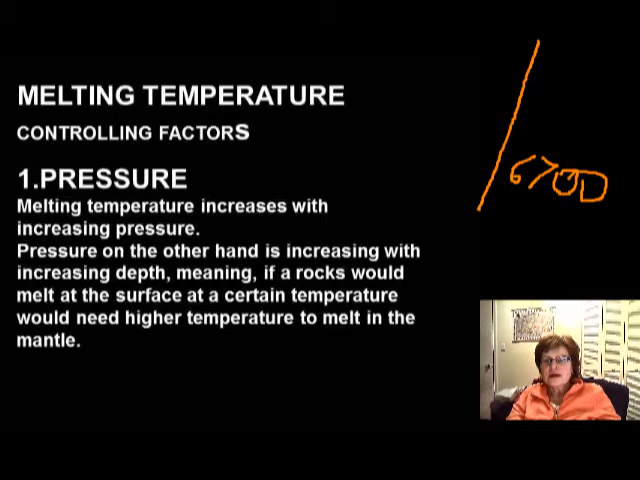 MELTING TEMPERATURE
CONTROLLING FACTORS
1.PRESSURE
Melting temperature increases with
increasing pressure.
Pressure on the other hand is increasing with
increasing depth, meaning, if a rocks would
melt at the surface at a certain temperature
would need higher temperature to melt in the
mantle.